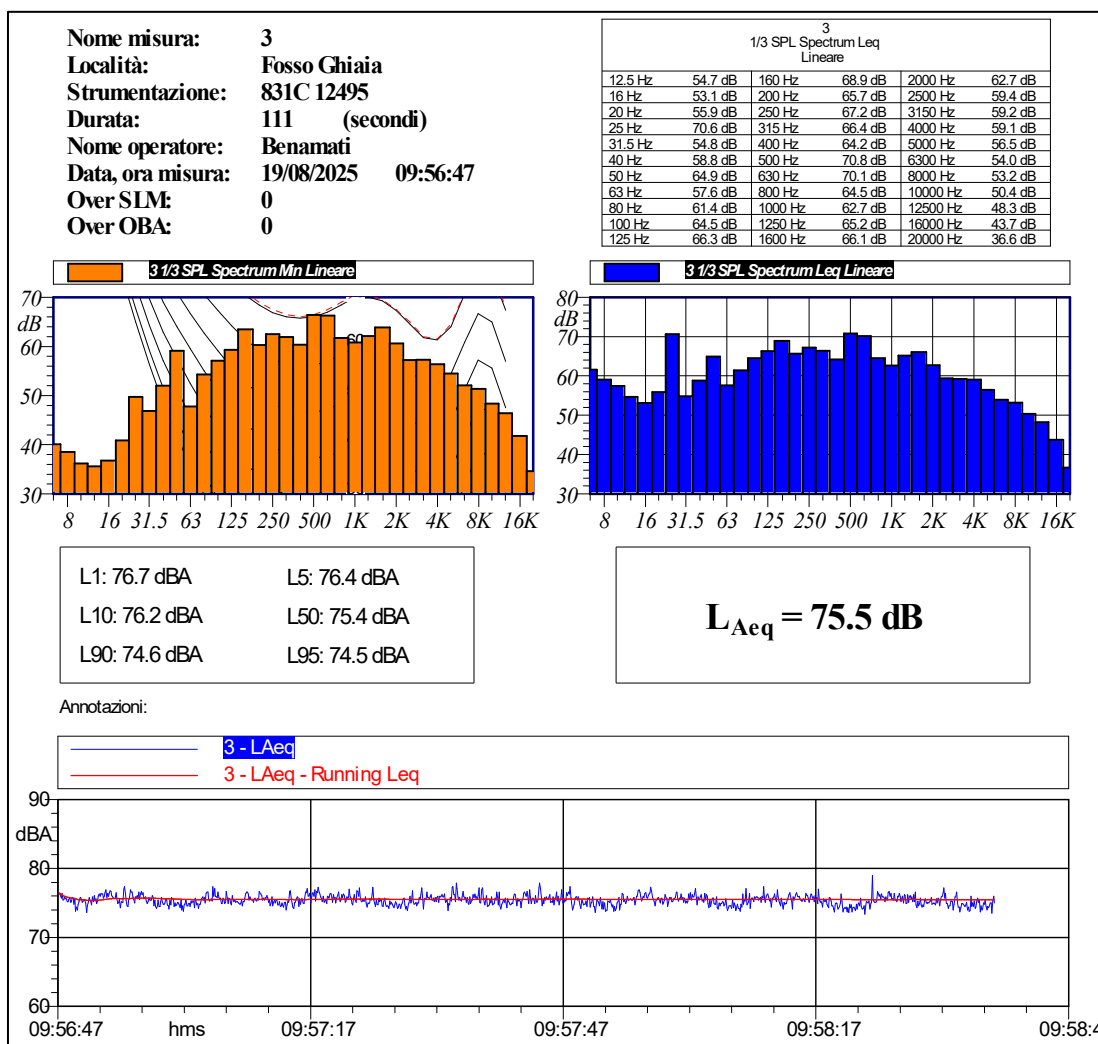 Nome misura: 3
Località: Fosso Ghiaia
Strumentazione: 831C 12495
Durata: 111 (secondi)
Nome operatore: Benamati
Data, ora misura: 19/08/2025 09:56:47
Over SLM: 0
Over OBA: 0
3
1/3 SPL Spectrum Leq
Lineare
12.5 Hz 54.7 dB 160 Hz 68.9 dB 2000 Hz 62.7 dB
16 Hz 53.1 dB 200 Hz 65.7 dB 2500 Hz 59.4 dB
20 Hz 55.9 dB 250 Hz 67.2 dB 3150 Hz 59.2 dB
25 Hz 70.6 dB 315 Hz 66.4 dB 4000 Hz 59.1 dB
31.5 Hz 54.8 dB 400 Hz 64.2 dB 5000 Hz 56.5 dB
40 Hz 58.8 dB 500 Hz 70.8 dB 6300 Hz 54.0 dB
50 Hz 64.9 dB 630 Hz 70.1 dB 8000 Hz 53.2 dB
63 Hz 57.6 dB 800 Hz 64.5 dB 10000 Hz 50.4 dB
80 Hz 61.4 dB 1000 Hz 62.7 dB 12500 Hz 48.3 dB
100 Hz 64.5 dB 1250 Hz 65.2 dB 16000 Hz 43.7 dB
125 Hz 66.3 dB 1600 Hz 66.1 dB 20000 Hz 36.6 dB
3 1/3 SPL Spectrum Min Lineare
70
dB
60
50
40
30
8 16 31.5 63 125 250 500 1K 2K 4K 8K 16K
3 1/3 SPL Spectrum Leq Lineare
80
dB
70
60
50
40
30
8 16 31.5 63 125 250 500 1K 2K 4K 8K 16K
L1: 76.7 dBA L5: 76.4 dBA
L10: 76.2 dBA L50: 75.4 dBA
L90: 74.6 dBA L95: 74.5 dBA
LAeq = 75.5 dB
Annotazioni:
3 - LAeq
3 - LAeq - Running Leq
90
dBA
80
70
60
09:56:47 hms 09:57:17 09:57:47 09:58:17 09:58:4